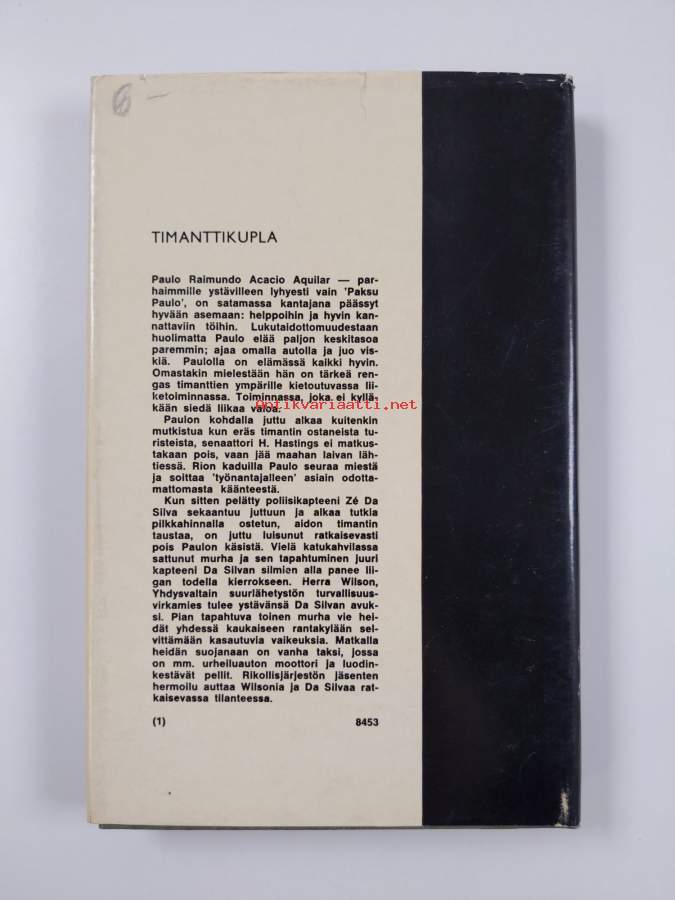 6 —
TIMANTTIKUPLA
Paulo Raimundo Acacio Aquilar — par-
haimmille ystävilleen lyhyesti vain 'Paksu
Paulo', on satamassa kantajana päässyt
hyvään asemaan: helppoihin ja hyvin kan-
nattaviin töihin. Lukutaidottomuudestaan
huolimatta Paulo elää paljon keskitasoa
paremmin; ajaa omalla autolla ja juo vis-
kiä. Paulolla on elämässä kaikki hyvin.
Omastakin mielestään hän on tärkeä ren-
gas timanttien ympärille kietoutuvassa lii-
ketoiminnassa. Toiminnassa, joka ei kyllä-
kään siedä liikaa valoa.
Antikvariaatti.net
Paulon kohdalla juttu alkaa kuitenkin
mutkistua kun eräs timantin ostaneista tu-
risteista, senaattori H. Hastings ei matkus-
takaan pois, vaan jää maahan laivan läh-
tiessä. Rion kaduilla Paulo seuraa miestä
ja soittaa 'työnantajalleen' asiain odotta-
mattomasta käänteestä.
Kun sitten pelätty poliisikapteeni Zé Da
Silva sekaantuu juttuun ja alkaa tutkia
pilkkahinnalla ostetun, aidon timantin
taustaa, on juttu luisunut ratkaisevasti
pois Paulon käsistä. Vielä katukahvilassa
sattunut murha ja sen tapahtuminen juuri
kapteeni Da Silvan silmien alla panee lii-
gan todella kierrokseen. Herra Wilson,
Yhdysvaltain suurlähetystön turvallisuus-
virkamies tulee ystävänsä Da Silvan avuk-
si. Pian tapahtuva toinen murha vie hei-
dät yhdessä kaukaiseen rantakylään sel-
vittämään kasautuvia vaikeuksia. Matkalla
heidän suojanaan on vanha taksi, jossa
on mm. urheiluauton moottori ja luodin-
kestävät pellit. Rikollisjärjestön jäsenten
hermoilu auttaa Wilsonia ja Da Silvaa rat-
kaisevassa tilanteessa.
(1) 8453